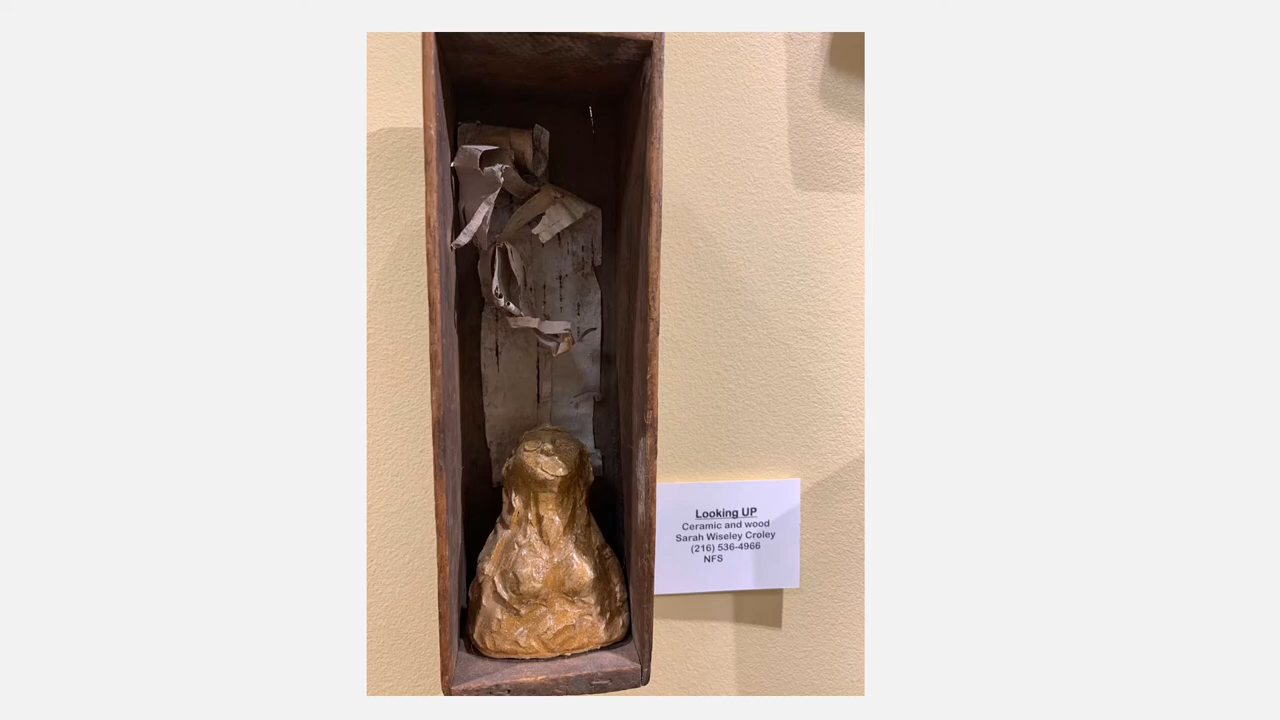 Looking UP
Ceramic and wood
Sarah Wiseley Croley
(216) 536-4966
NFS